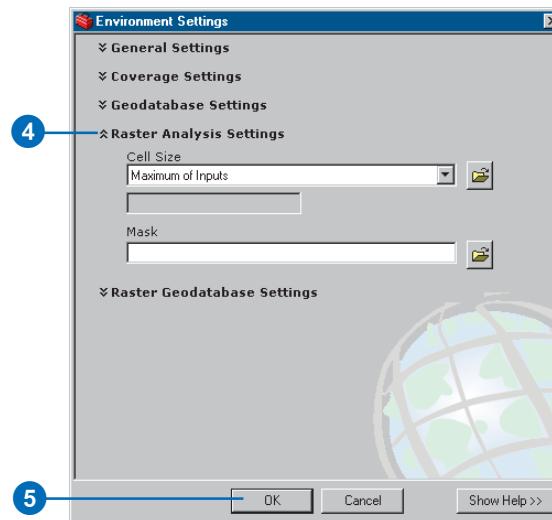 Environment Settings
General Settings
Coverage Settings
Geodatabase Settings
4
Raster Analysis Settings
Cell Size
Maximum of Inputs
Mask
Raster Geodatabase Settings
5
OK Cancel Show Help >>